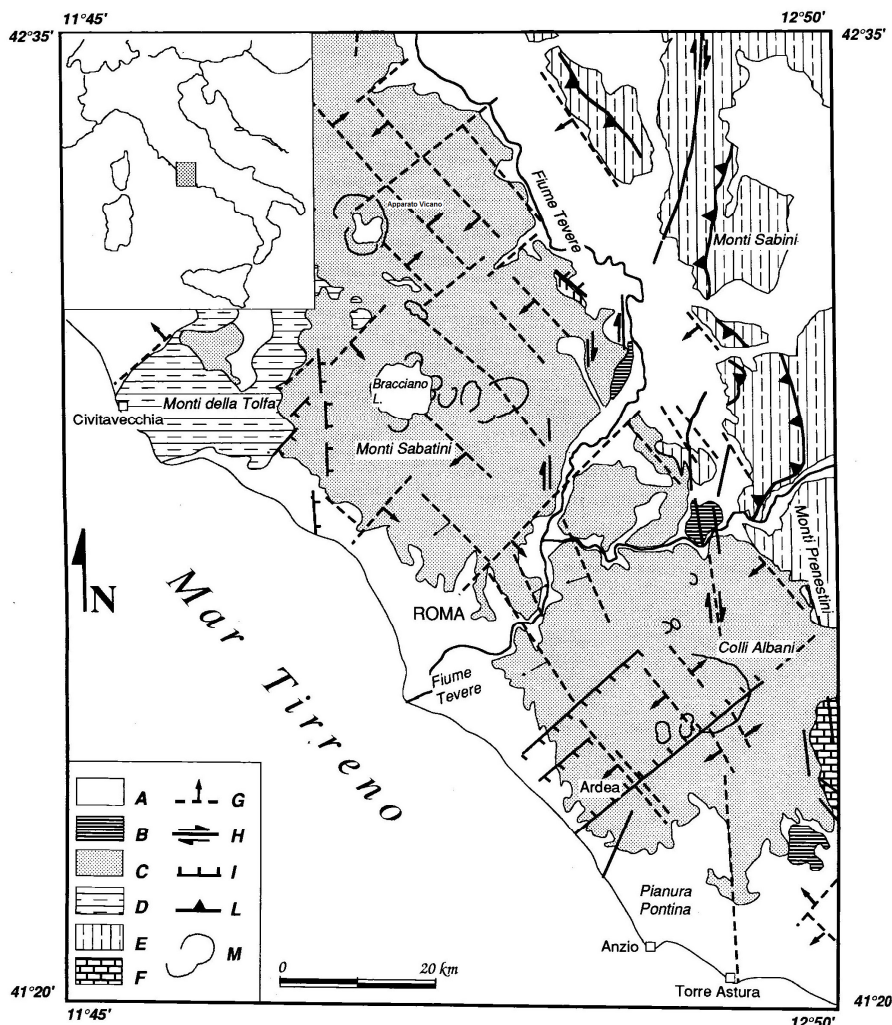 11°45'
12°50'
42°35'
42°35'
Apparato Vicano
Fiume Tevere
Monti Sabini
Bracciano
L.
Monti della Tolfa
Civitavecchia
Monti Sabatini
Monti Prenestini
N
ROMA
Mar Tirreno
Fiume
Tevere
Colli Albani
Ardea
A
G
B
H
C
I
D
L
E
M
F
Pianura
Pontina
Anzio
0
20 km
Torre Astura
41°20'
41°20
11°45'
12°50'